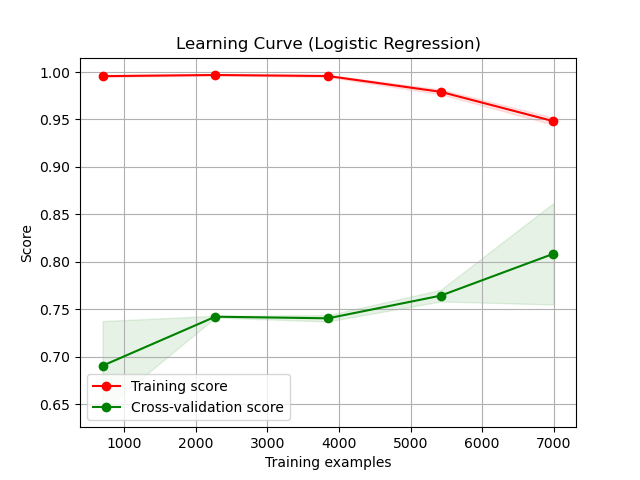 Learning Curve (Logistic Regression)
1.00
0.95
0.90
0.85
0.80
0.75
0.70
0.65
Score
Training score
Cross-validation score
1000 2000 3000 4000 5000 6000 7000
Training examples